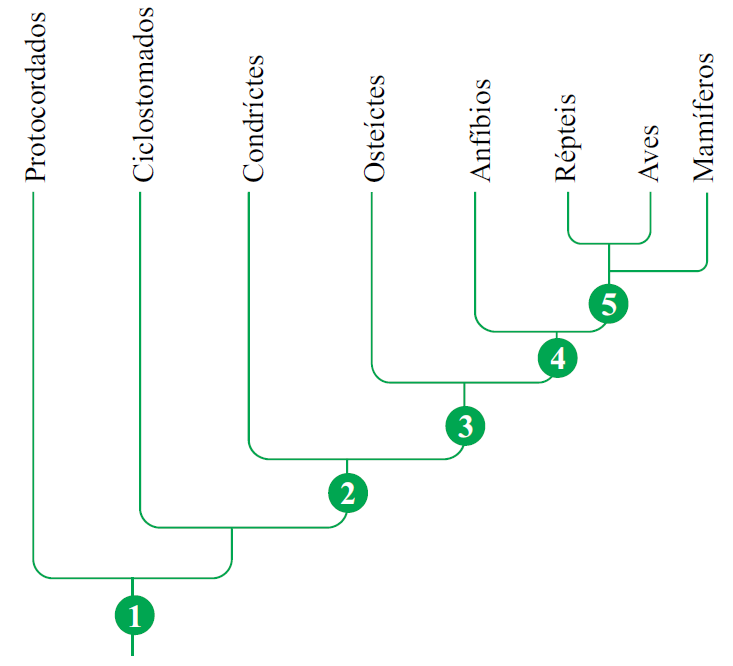 Protocordados
Ciclostomados
Condríctes
Osteíctes
Anfíbios
Répteis
Aves
Mamíferos
5
4
3
2
1